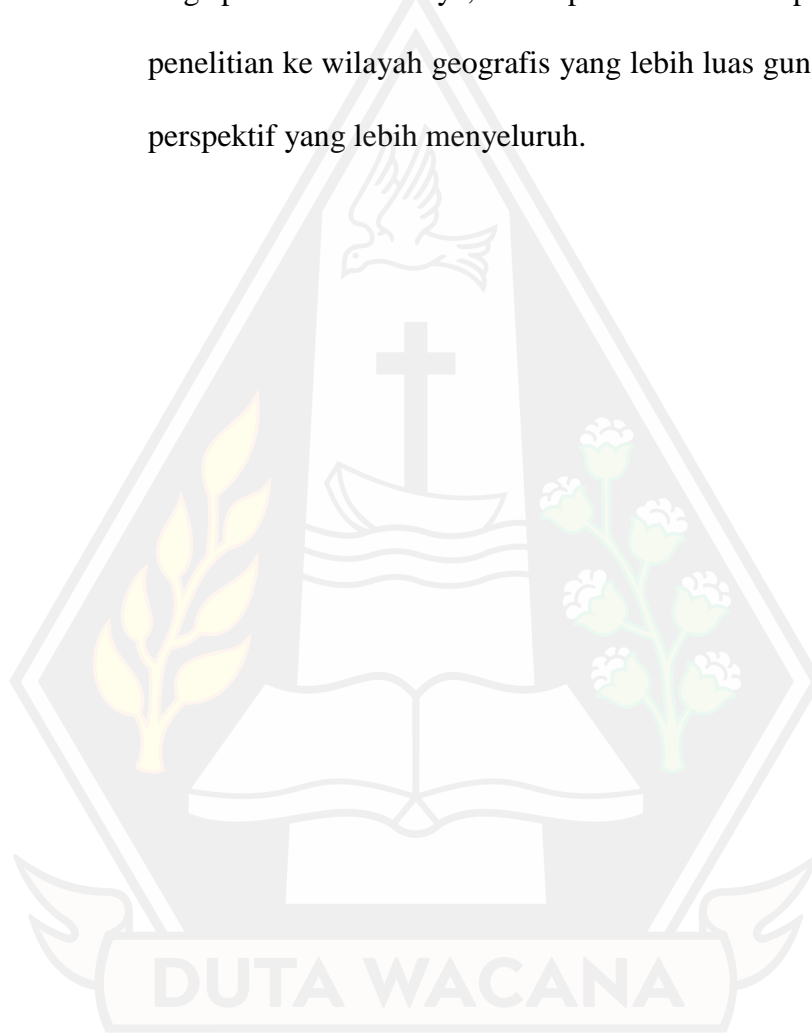 penelitian ke wilayah geografis yang lebih luas gun
perspektif yang lebih menyeluruh.
DUTA WACANA